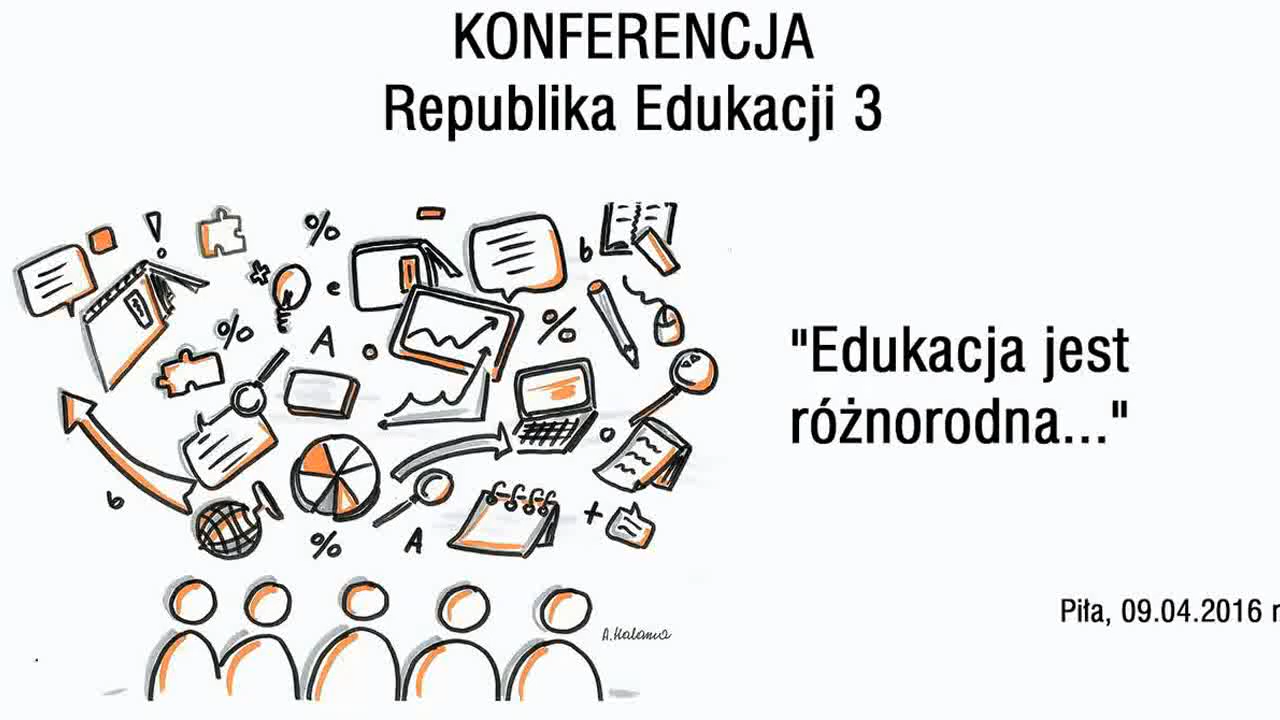 KONFERENCJA
Republika Edukacji 3
!
%
b
e
%
%
A
b
+
%
A
"Edukacja jest
różnorodna..."
Piła, 09.04.2016 r